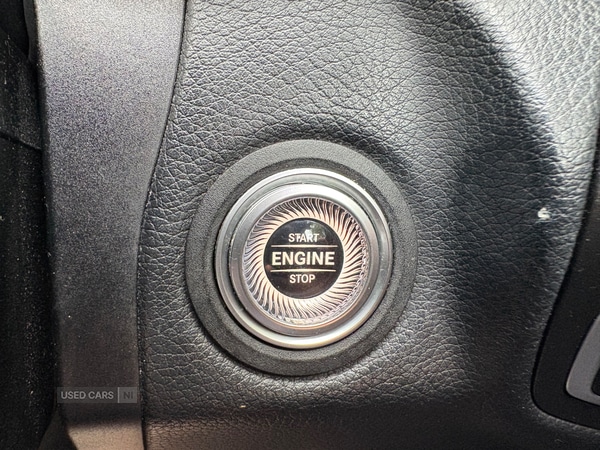 START
ENGINE
STOP
USED CARS NI